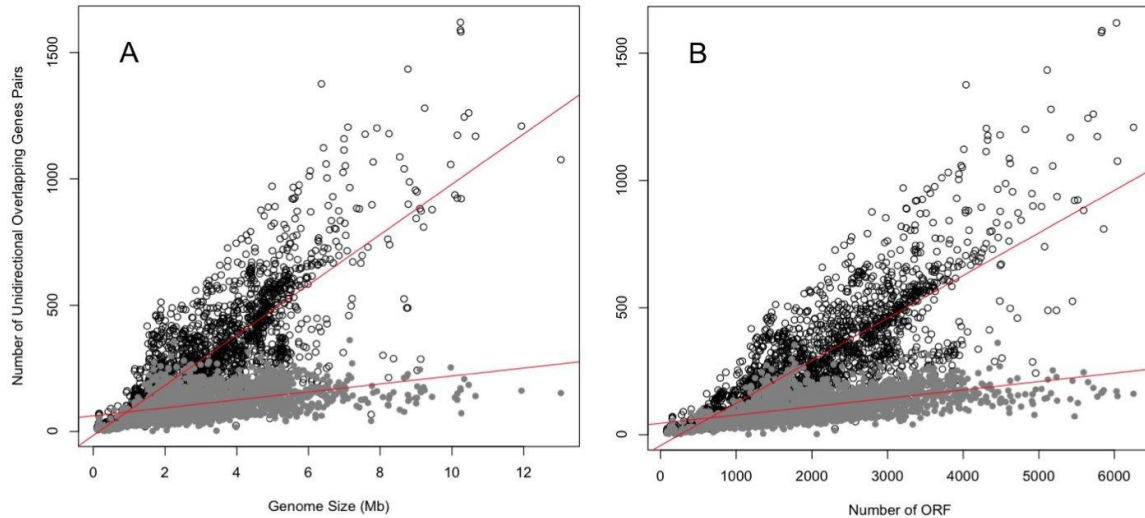 A
Number of Unidirectional Overlapping Genes Pairs
1500
1000
500
0
0 2 4 6 8 10 12
Genome Size (Mb)
B
1500
1000
500
0
0 1000 2000 3000 4000 5000 6000
Number of ORF